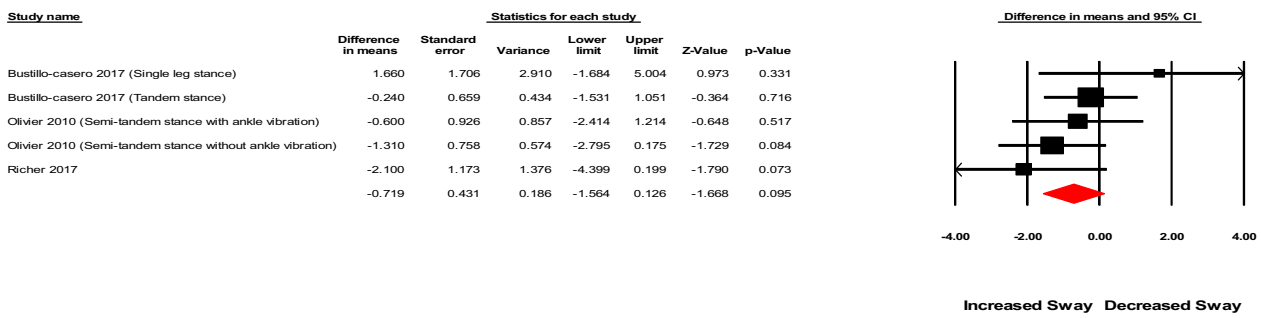 Study name Statistics for each study Difference in means and 95% CI
Difference Standard Lower Upper
in means error Variance limit limit Z-Value p-Value
Bustillo-casero 2017 (Single leg stance) 1.660 1.706 2.910 -1.684 5.004 0.973 0.331
Bustillo-casero 2017 (Tandem stance) -0.240 0.659 0.434 -1.531 1.051 -0.364 0.716
Olivier 2010 (Semi-tandem stance with ankle vibration) -0.600 0.926 0.857 -2.414 1.214 -0.648 0.517
Olivier 2010 (Semi-tandem stance without ankle vibration) -1.310 0.758 0.574 -2.795 0.175 -1.729 0.084
Richer 2017 -2.100 1.173 1.376 -4.399 0.199 -1.790 0.073
-0.719 0.431 0.186 -1.564 0.126 -1.668 0.095
-4.00 -2.00 0.00 2.00 4.00
Increased Sway Decreased Sway